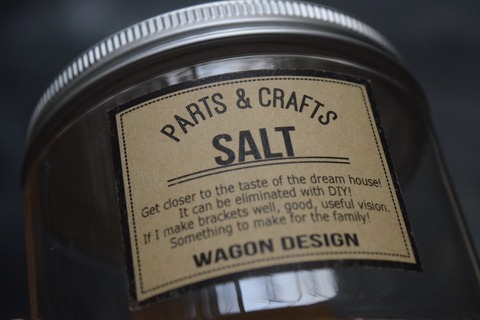 PARTS & CRAFTS
SALT
Get closer to the taste of the dream house!
It can be eliminated with DIY!
If I make brackets well, good, useful vision.
Something to make for the family!
WAGON DESIGN